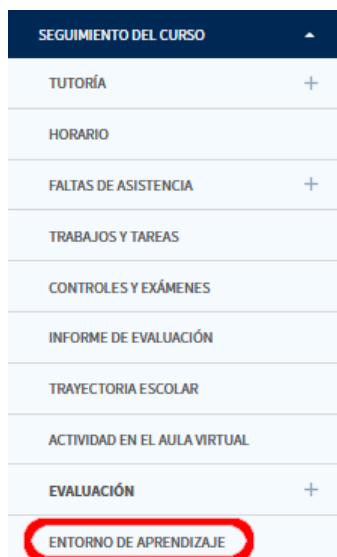 SEGUIMIENTO DEL CURSO
TUTORÍA
HORARIO
FALTAS DE ASISTENCIA
TRABAJOS Y TAREAS
CONTROLES Y EXÁMENES
INFORME DE EVALUACIÓN
TRAYECTORIA ESCOLAR
ACTIVIDAD EN EL AULA VIRTUAL
EVALUACIÓN
ENTORNO DE APRENDIZAJE